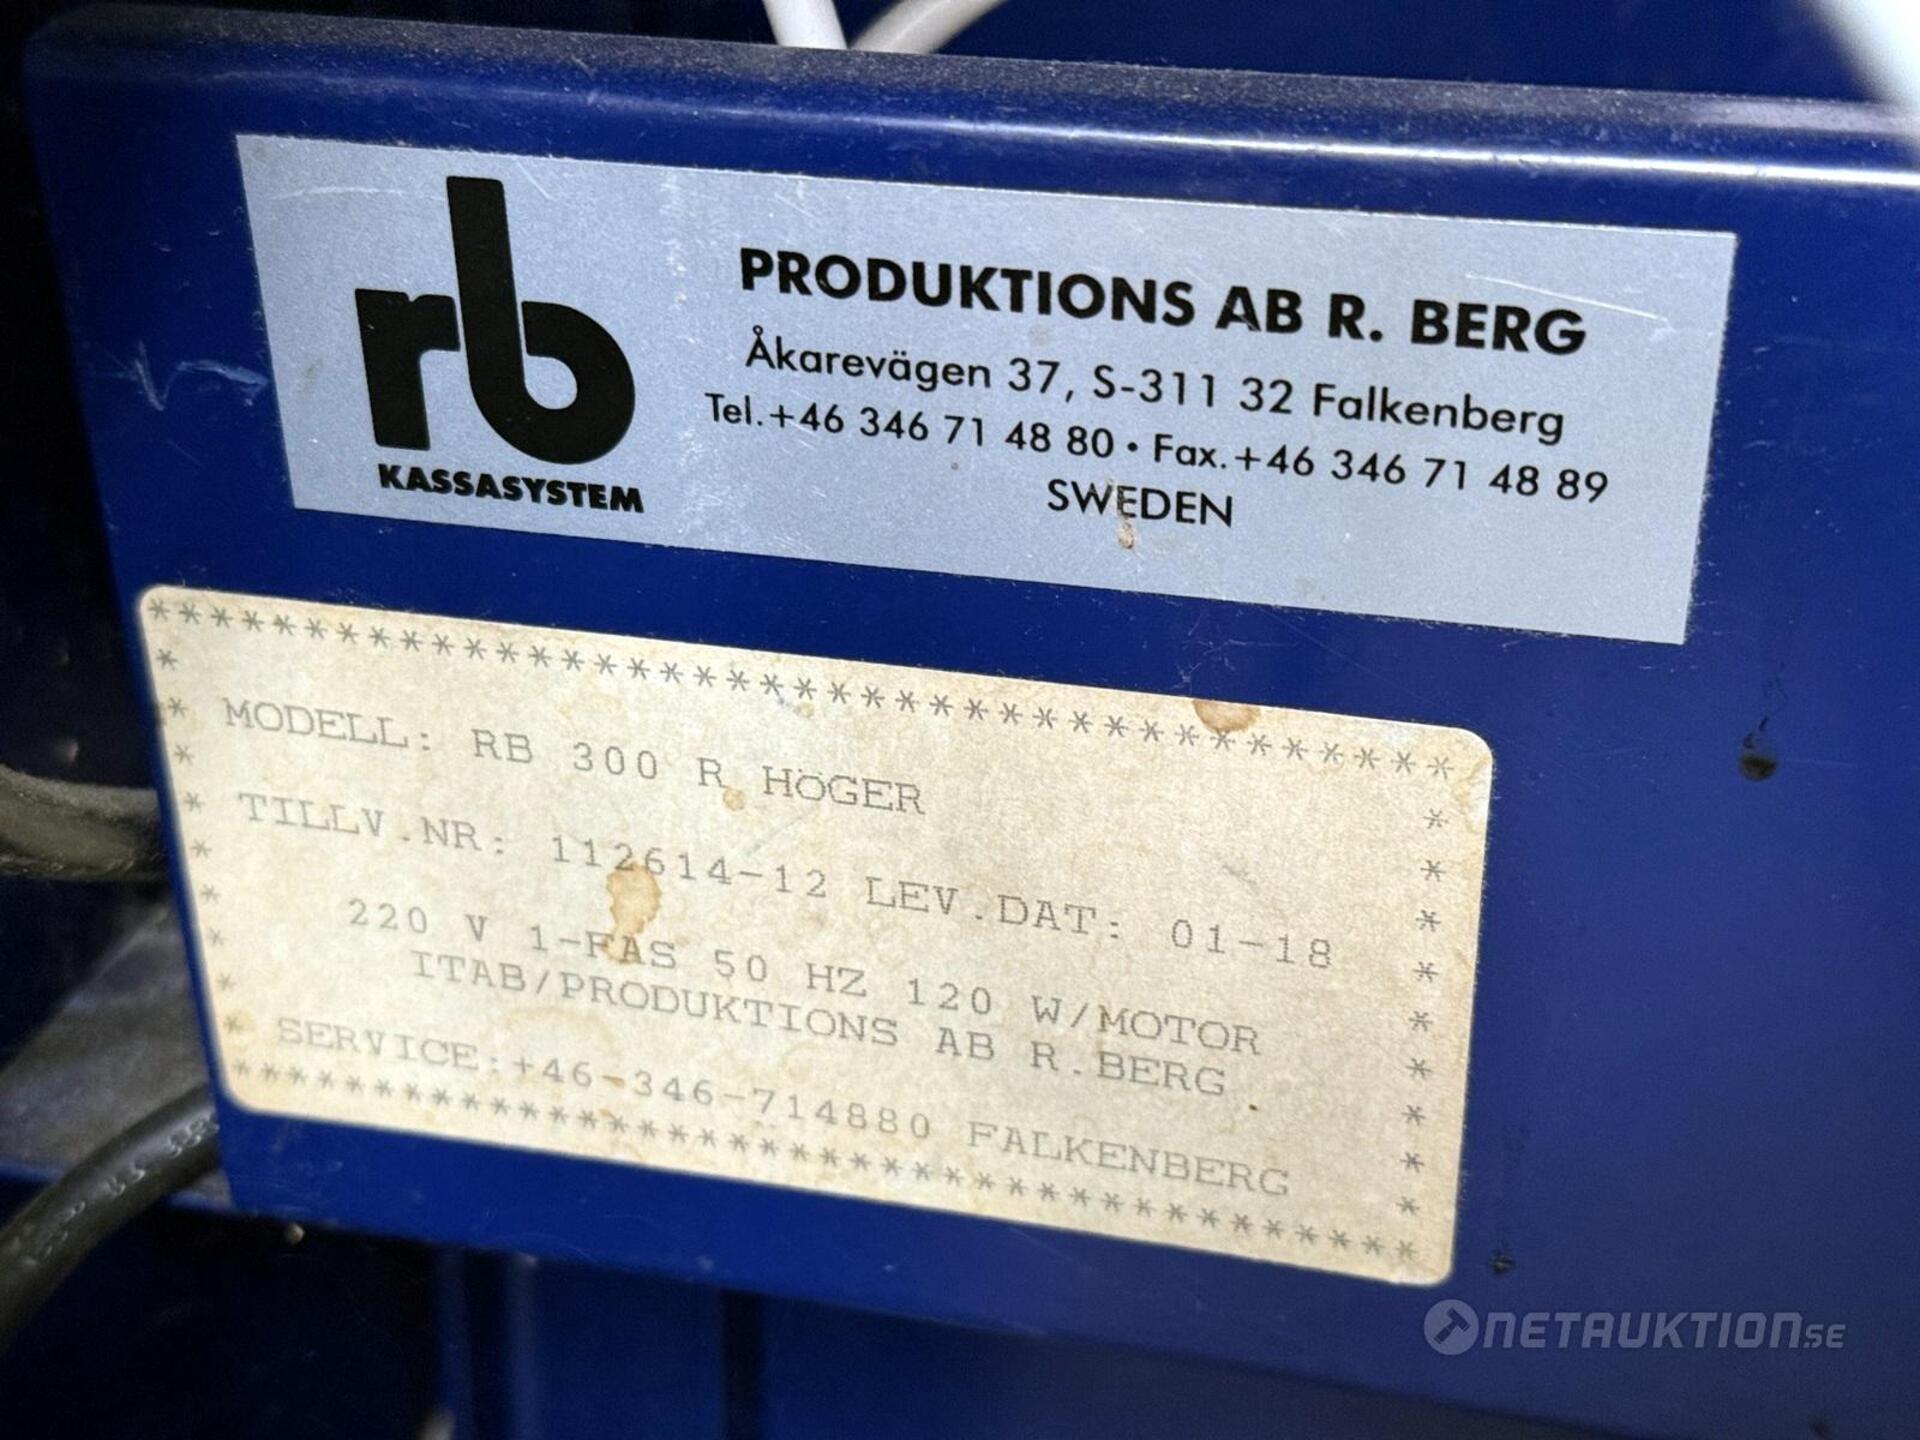 rb
KASSASYSTEM
PRODUKTIONS AB R. BERG
Åkarevägen 37, S-311 32 Falkenberg
Tel.+46 346 71 48 80 • Fax.+46 346 71 48 89
SWEDEN
********************************
MODELL: RB 300 R HÖGER
TILLV.NR: 112614-12 LEV.DAT: 01-18
220 V 1-FAS 50 HZ 120 W/MOTOR
ITAB/PRODUKTIONS AB R.BERG
SERVICE:+46-346-714880 FALKENBERG
********************************
NETAUKTION.SE